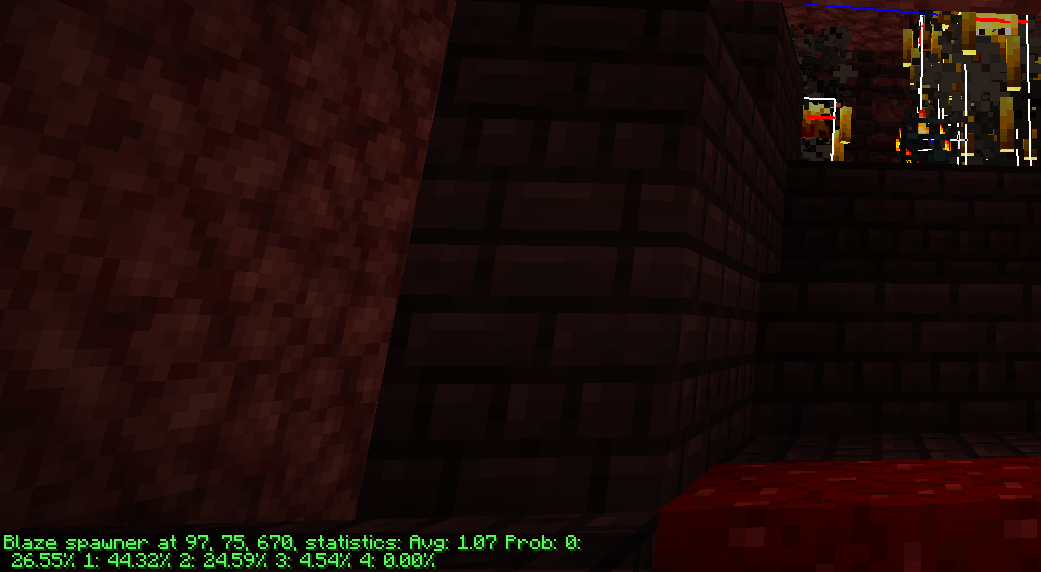 Blaze spawner at 97, 75, 670, statistics: Avg: 1.07 Prob: 0:
26.55% 1: 44.32% 2: 24.59% 3: 4.54% 4: 0.00%